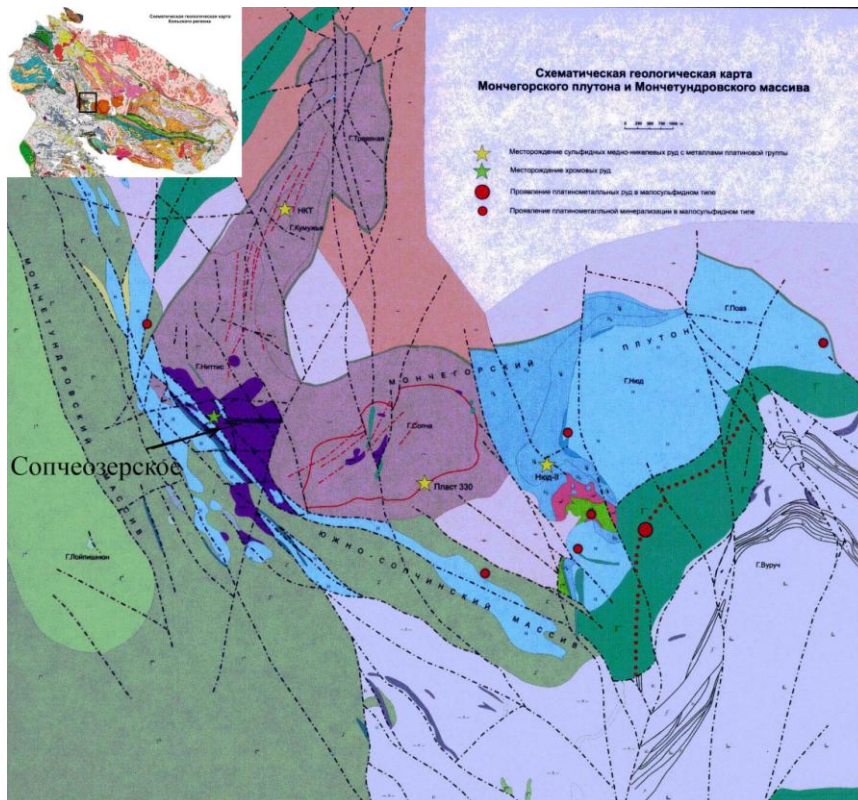 Схематическая геологическая карта
Кольского региона
Схематическая геологическая карта
Мончегорского плутона и Мончетундровского массива
Месторождение сульфидных медно-никелевых руд с металлами платиновой группы
Месторождение хромовых руд
Проявление платинометалльных руд в малосульфидном типе
Проявление платинометалльной минерализации в малосульфидном типе
Г.Травяная
НКТ
Г.Кумужья
МОНЧЕТУНДРОВСКИЙ МАССИВ
Г.Ниттис
МОНЧЕГОРСКИЙ ПЛУТОН
Г.Поаз
Г.Нюд
Г.Сопча
Сопчеозерское
Пласт 330
Нюд-II
ЮЖНО-СОПЧИНСКИЙ МАССИВ
Г.Лойпишнюн
Г.Вуруч